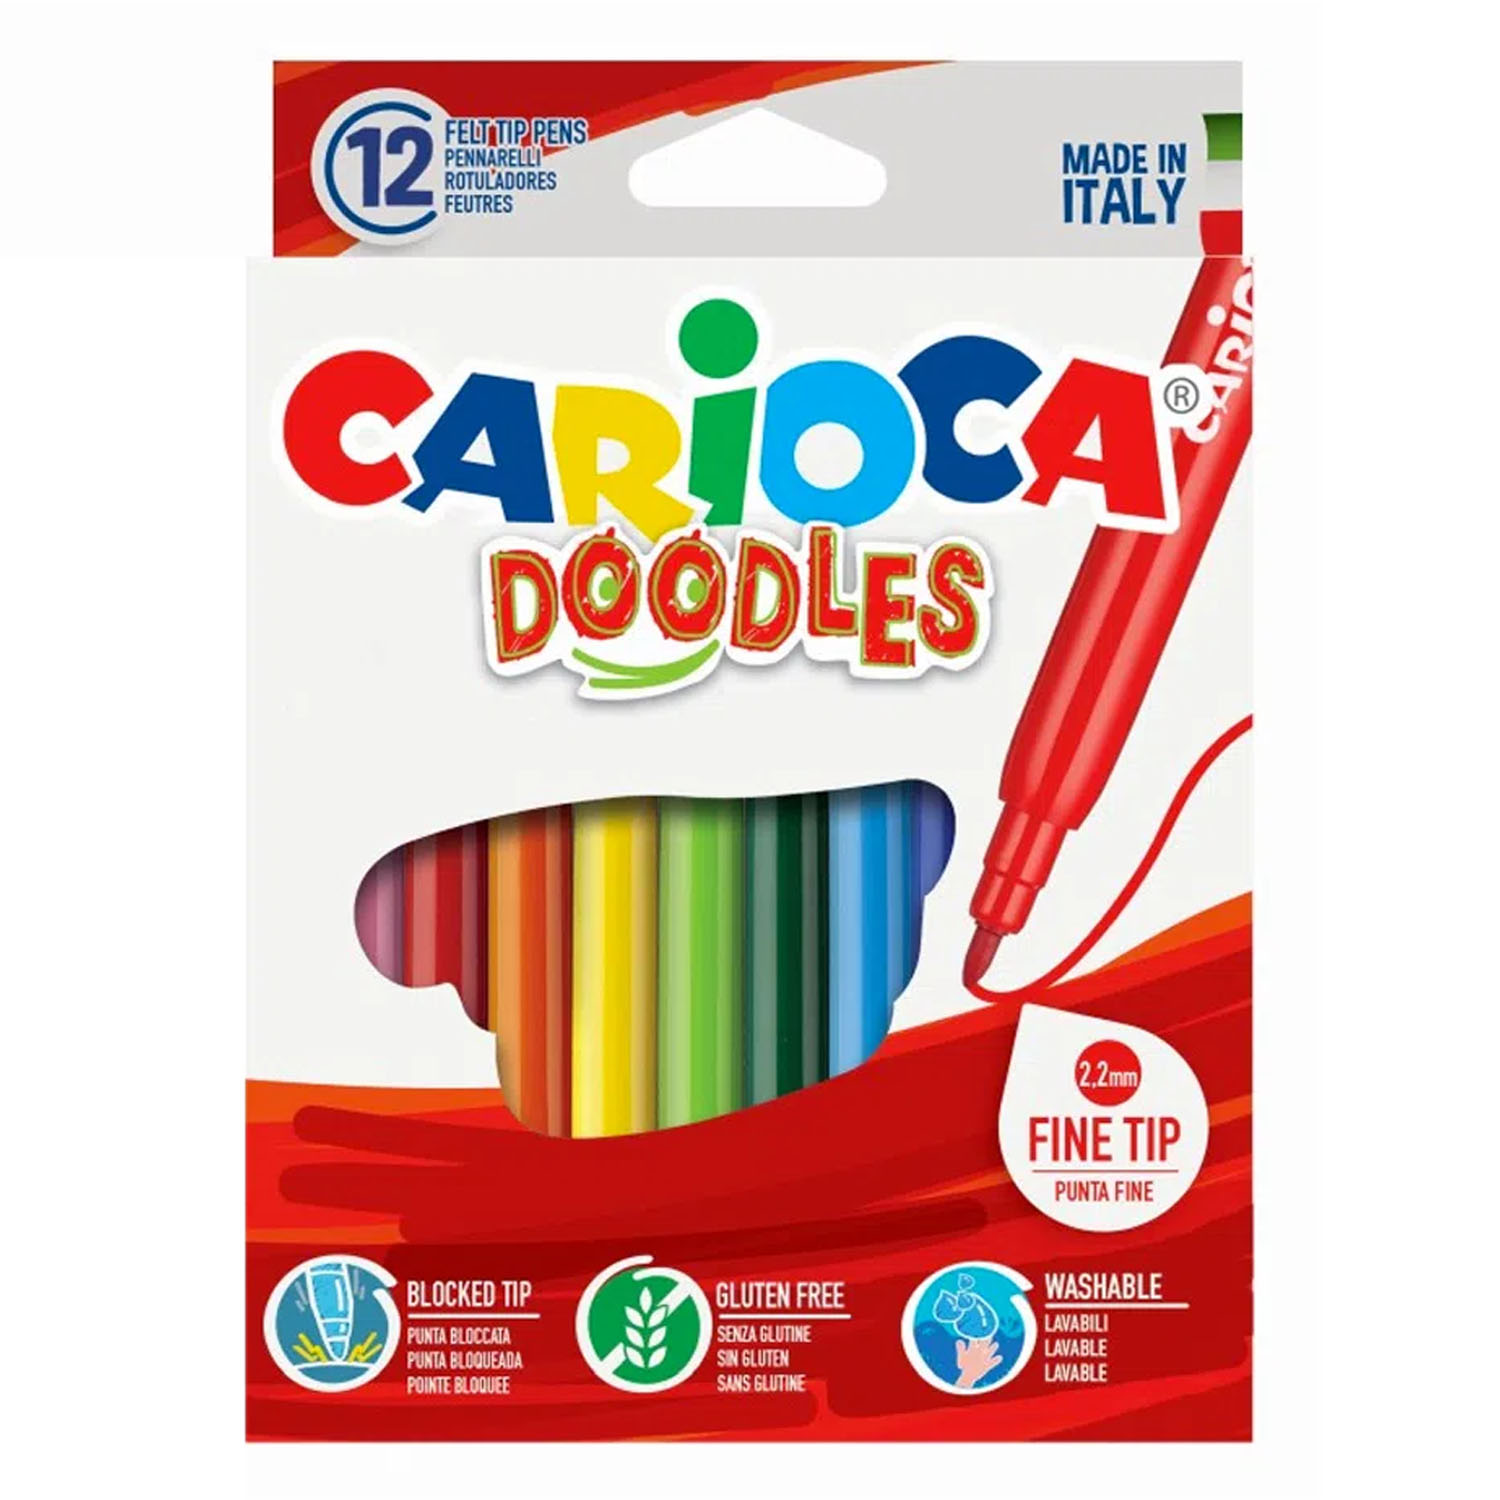 12
FELT TIP PENS
PENNARELLI
ROTULADORES
FEUTRES
MADE IN
ITALY
CARIOCA®
DOODLES
2,2mm
FINE TIP
PUNTA FINE
BLOCKED TIP
PUNTA BLOCCATA
PUNTA BLOQUEADA
POINTE BLOQUEE
GLUTEN FREE
SENZA GLUTINE
SIN GLUTEN
SANS GLUTINE
WASHABLE
LAVABILI
LAVABLE
LAVABLE